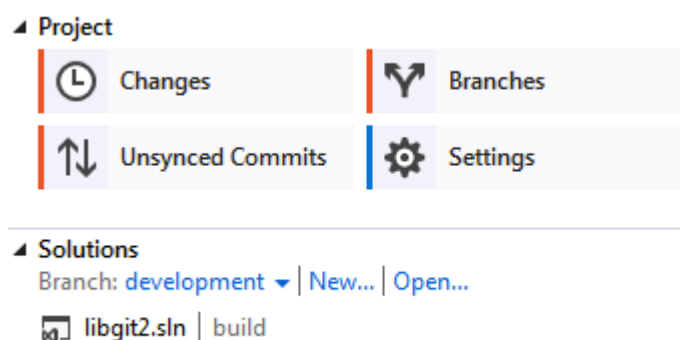 Project
Changes Branches
Unsynced Commits Settings
Solutions
Branch: development | New... | Open...
libgit2.sln | build